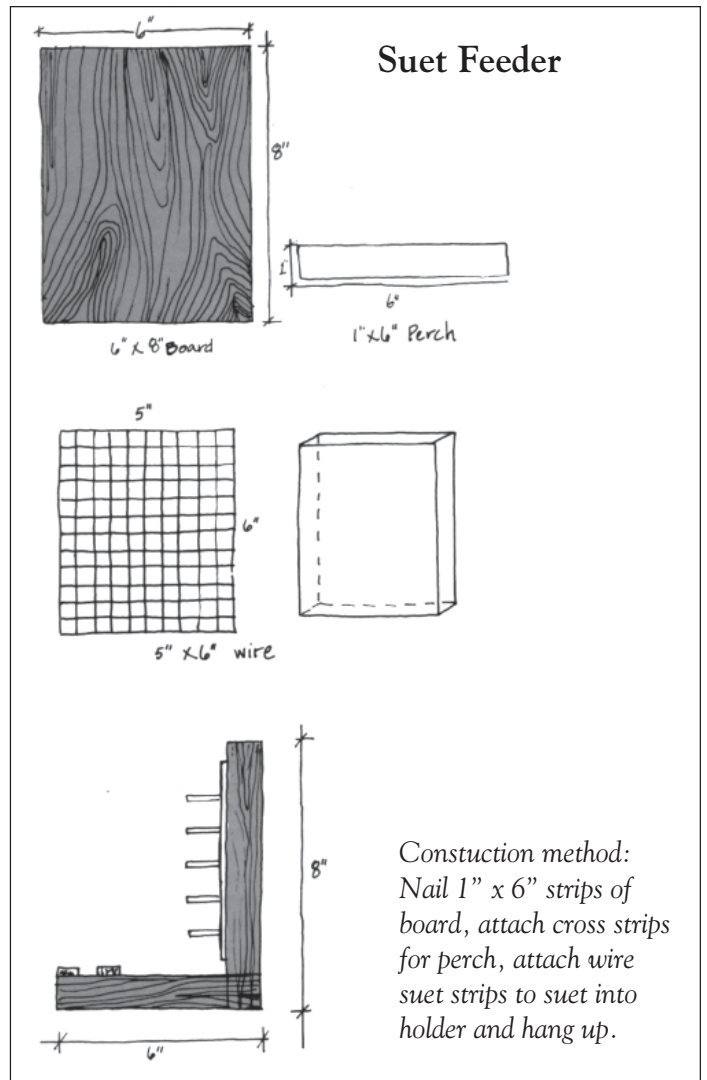 Suet Feeder
6"
8"
6" x 8" Board
1"
6"
1"x6" Perch
5"
6"
5" x6" wire
8"
6"
Constuction method:
Nail 1” x 6” strips of
board, attach cross strips
for perch, attach wire
suet strips to suet into
holder and hang up.